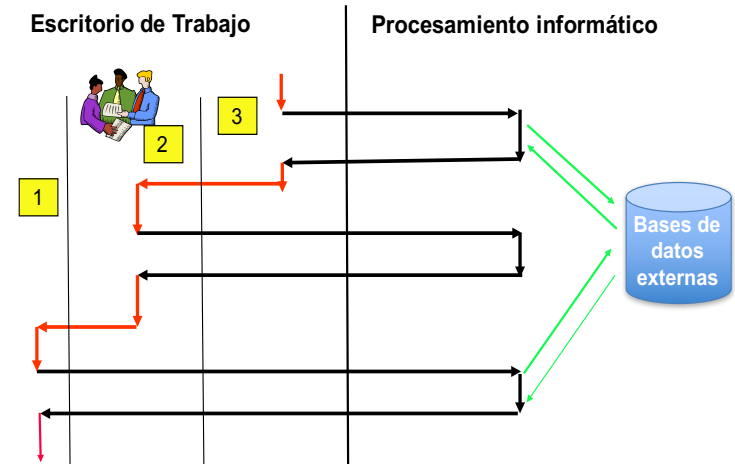 Escritorio de Trabajo
Procesamiento informático
3
2
1
Bases de
datos
externas